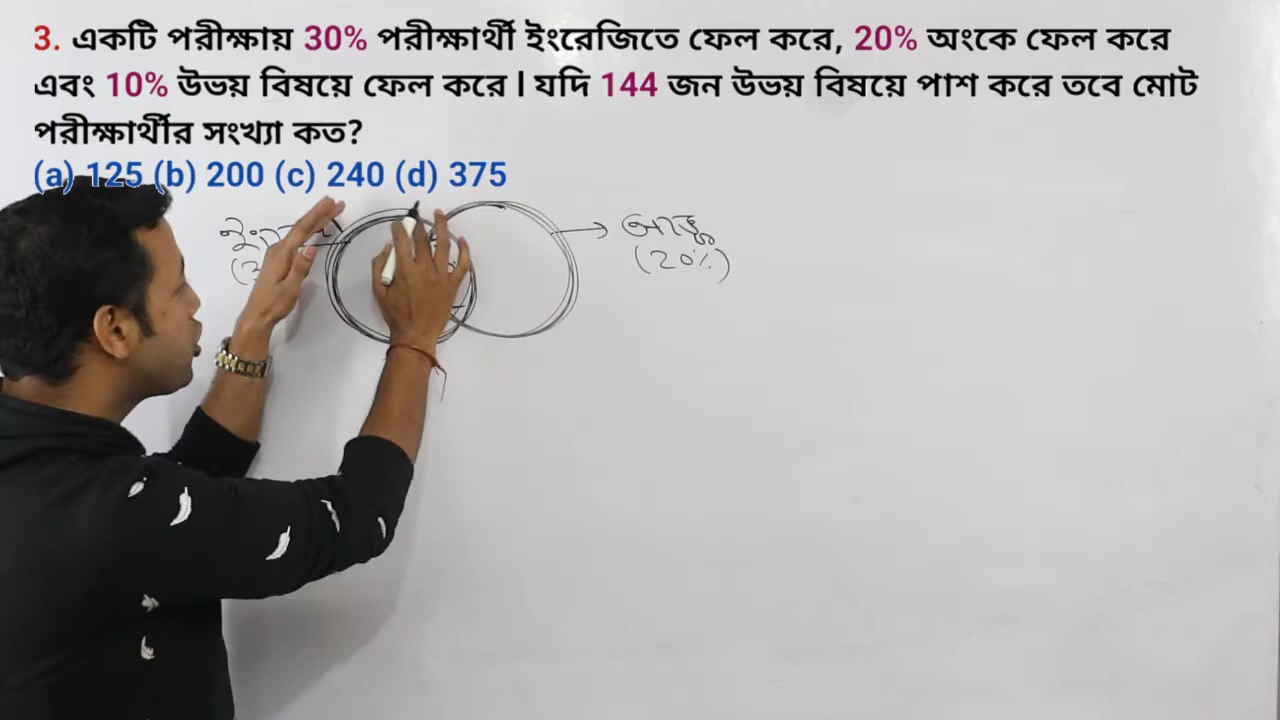 3. একটি পরীক্ষায় 30% পরীক্ষার্থী ইংরেজিতে ফেল করে, 20% অংকে ফেল করে
এবং 10% উভয় বিষয়ে ফেল করে। যদি 144 জন উভয় বিষয়ে পাশ করে তবে মোট
পরীক্ষার্থীর সংখ্যা কত?
(a) 125 (b) 200 (c) 240 (d) 375
(20%)